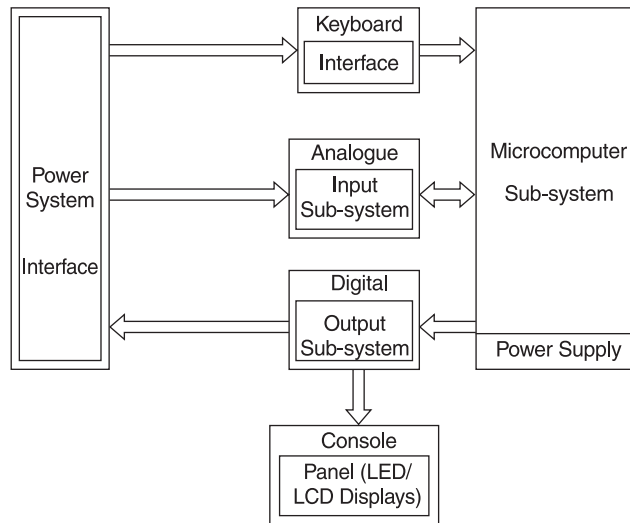 Keyboard
Interface
Power
System
Interface
Analogue
Input
Sub-system
Microcomputer
Sub-system
Digital
Output
Sub-system
Power Supply
Console
Panel (LED/
LCD Displays)